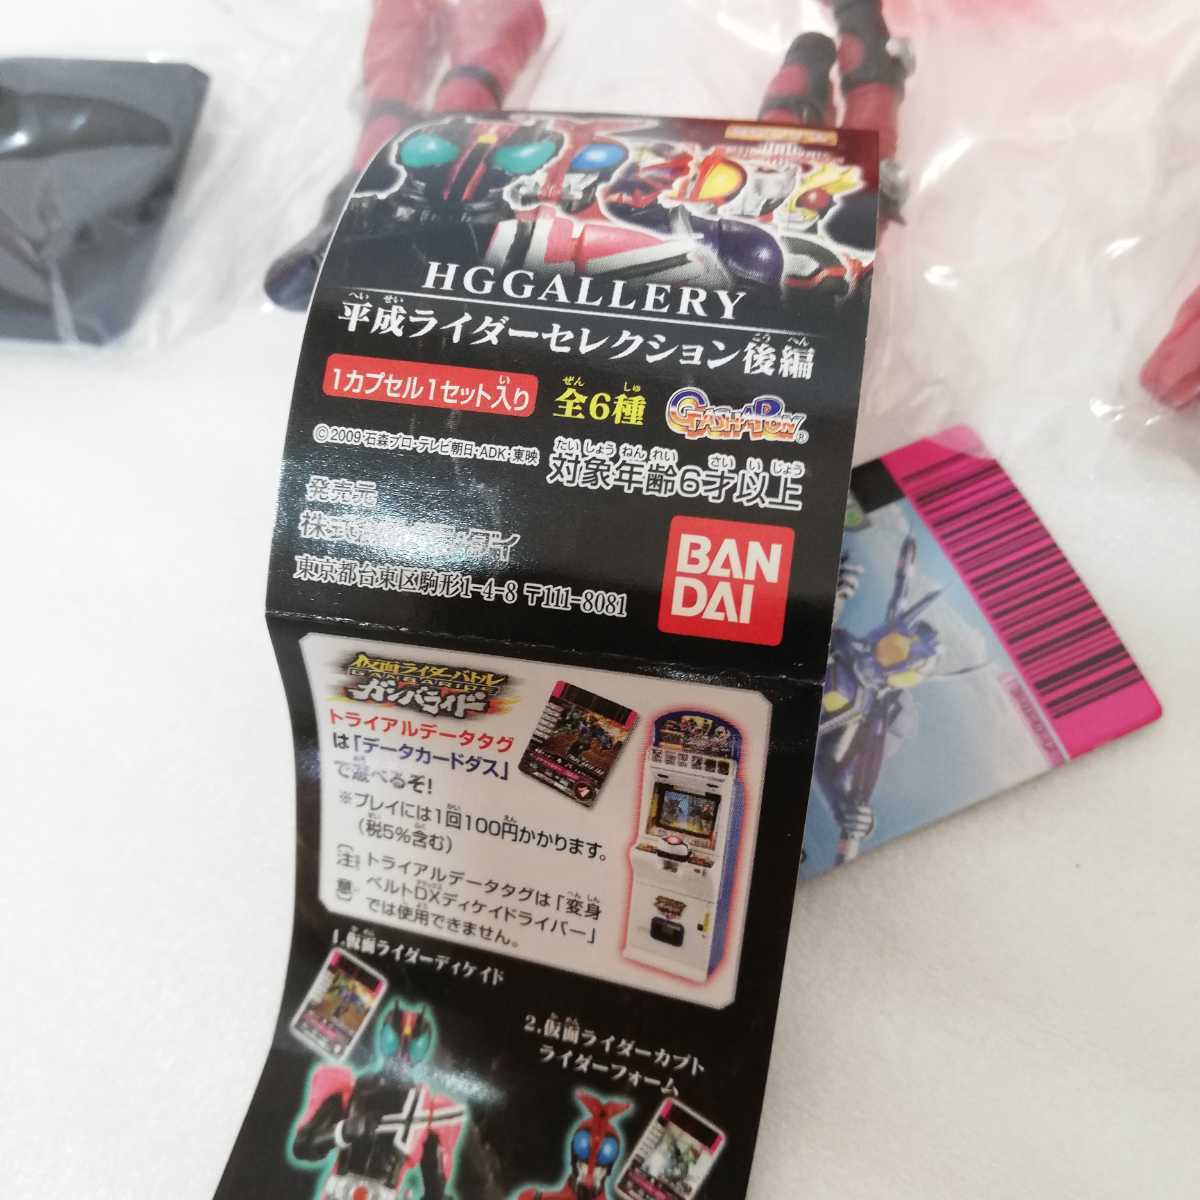 HGGALLERY
へい せい こう へん
平成ライダーセレクション後編
い ぜん しゅ
1カプセル1セット入り 全6種 GASHAPON®
たい しょう ねん れい さい い じょう
©2009 石森プロ・テレビ朝日・ADK・東映 対象年齢6才以上
発売元
東京都台東区駒形1-4-8 〒111-8081
BAN
DAI
仮面ライダーバトル
GANBARIDE
ガンバライド
トライアルデータタグ
は「データカードダス」
で遊べるぞ!
かい えん
※プレイには1回100円かかります。
(税5%含む)
〔注意〕トライアルデータタグは「変身
ベルトDXディケイドライバー」
では使用できません。
1.仮面ライダーディケイド
2.仮面ライダーカブト
ライダーフォーム